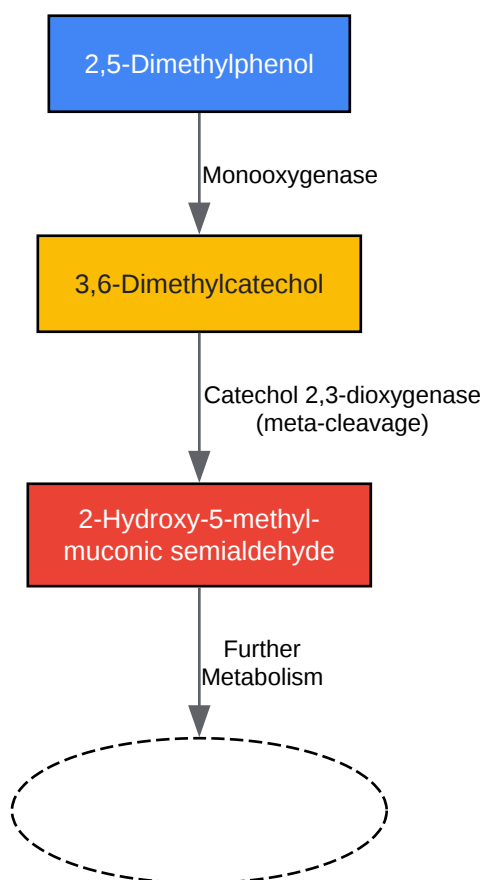 2,5-Dimethylphenol
Monooxygenase
3,6-Dimethylcatechol
Catechol 2,3-dioxygenase
(meta-cleavage)
2-Hydroxy-5-methyl-
muconic semialdehyde
Further
Metabolism